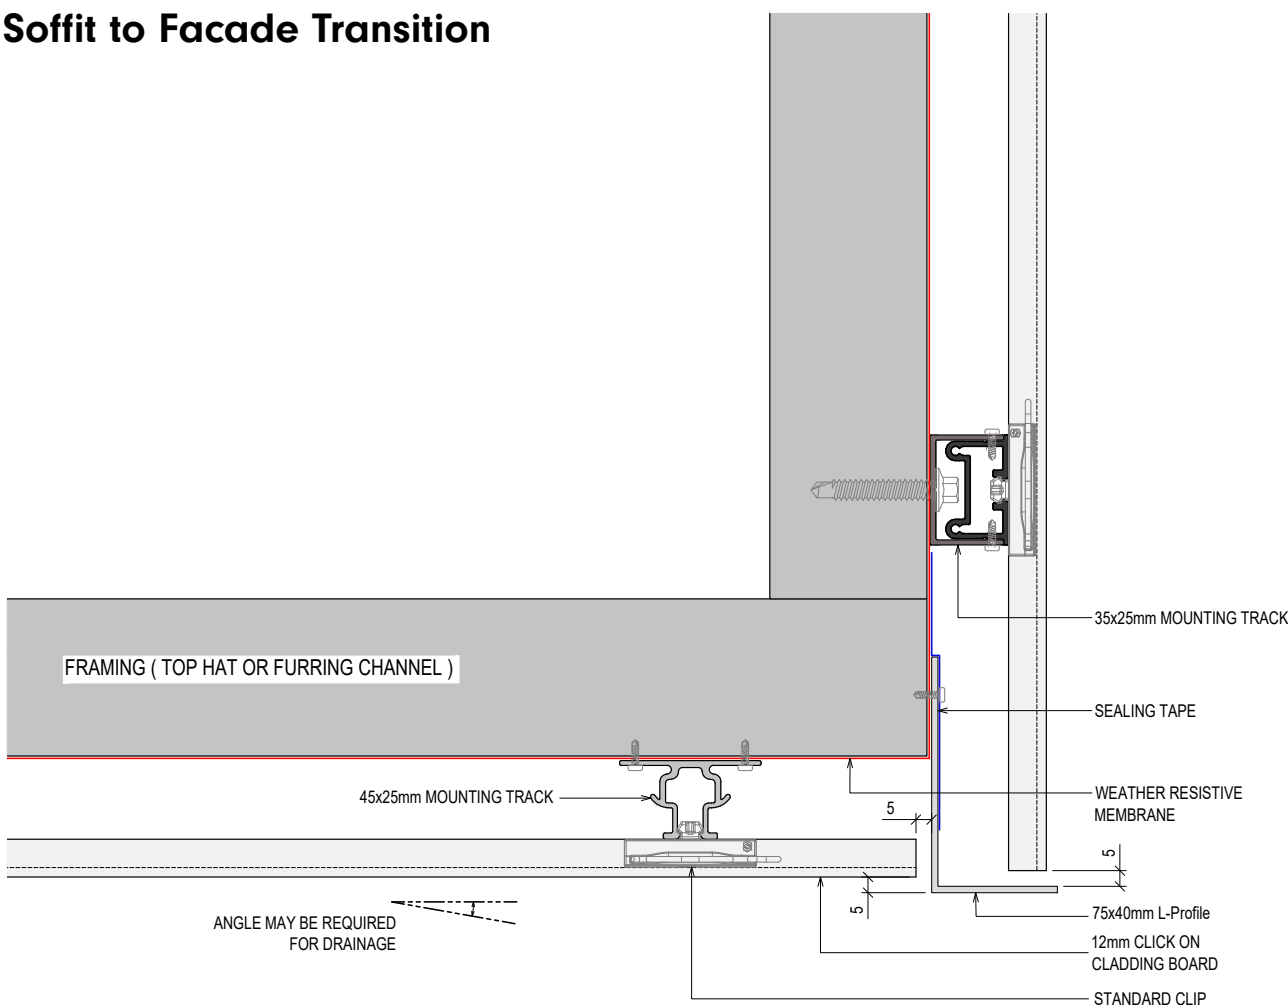 Soffit to Facade Transition
35x25mm MOUNTING TRACK
FRAMING ( TOP HAT OR FURRING CHANNEL )
SEALING TAPE
45x25mm MOUNTING TRACK
WEATHER RESISTIVE
MEMBRANE
5
5
5
75x40mm L-Profile
ANGLE MAY BE REQUIRED
FOR DRAINAGE
12mm CLICK ON
CLADDING BOARD
STANDARD CLIP